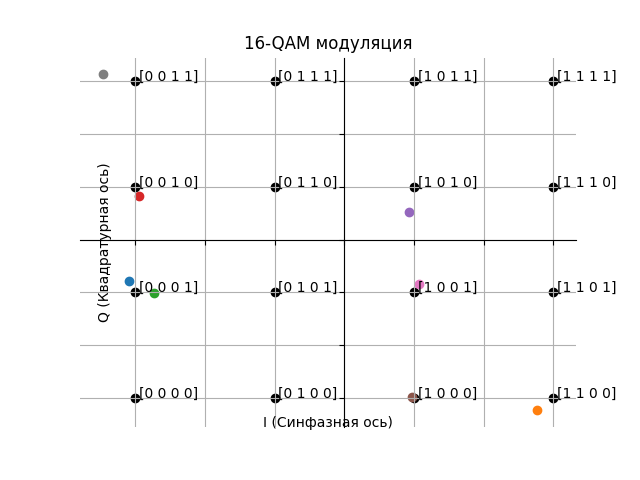 16-QAM модуляция
[0 0 1 1] [0 1 1 1] [1 0 1 1] [1 1 1 1]
[0 0 1 0] [0 1 1 0] [1 0 1 0] [1 1 1 0]
Q (Квадратурная ось)
[0 0 0 1] [0 1 0 1] [1 0 0 1] [1 1 0 1]
[0 0 0 0] [0 1 0 0] [1 0 0 0] [1 1 0 0]
I (Синфазная ось)